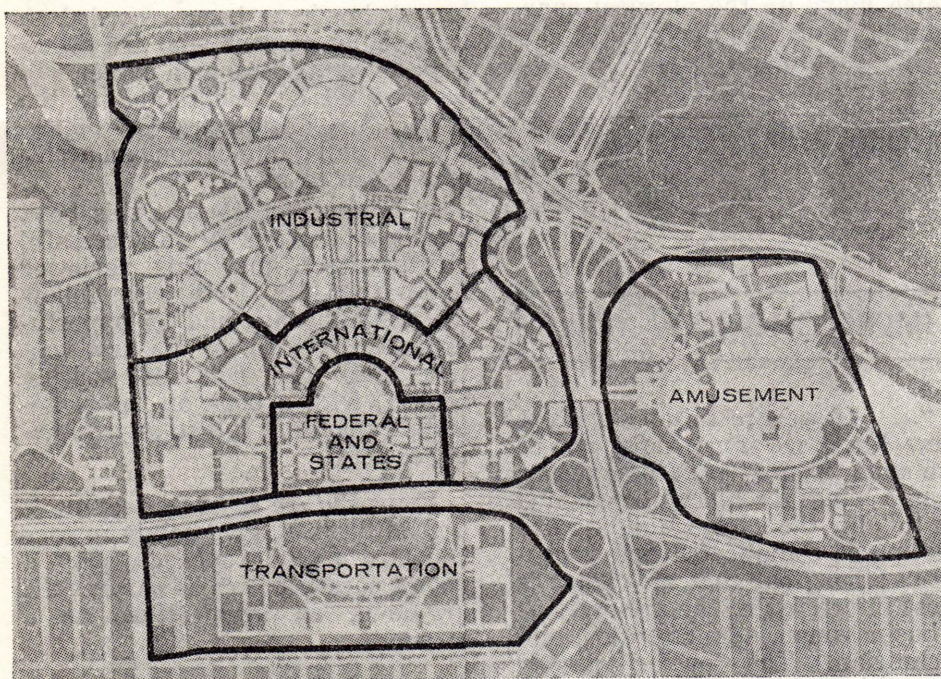 INDUSTRIAL
INTERNATIONAL
FEDERAL
AND
STATES
AMUSEMENT
TRANSPORTATION